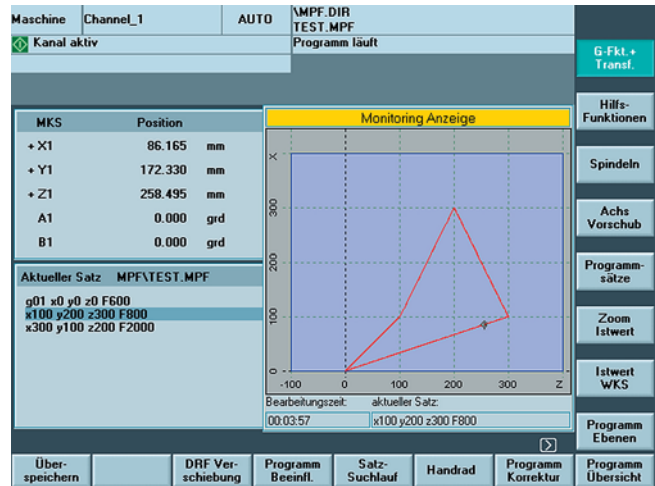 Maschine Channel_1 AUTO \MPF.DIR
TEST.MPF
Kanal aktiv Programm läuft
G-Fkt.+
Transf.
Hilfs-
Funktionen
Spindeln
Achs
Vorschub
Programm-
sätze
Zoom
Istwert
Istwert
WKS
Programm
Ebenen
MKS Position
+ X1 86.165 mm
+ Y1 172.330 mm
+ Z1 258.495 mm
A1 0.000 grd
B1 0.000 grd
Aktueller Satz MPF\TEST.MPF
g01 x0 y0 z0 F600
x100 y200 z300 F800
x300 y100 z200 F2000
Monitoring Anzeige
X
300
200
100
0
-100 0 100 200 300 Z
Bearbeitungszeit: aktueller Satz:
00:03:57 x100 y200 z300 F800
Über-
speichern
DRF Ver-
schiebung
Programm
Beeinfl.
Satz-
Suchlauf
Handrad
Programm
Korrektur
Programm
Übersicht